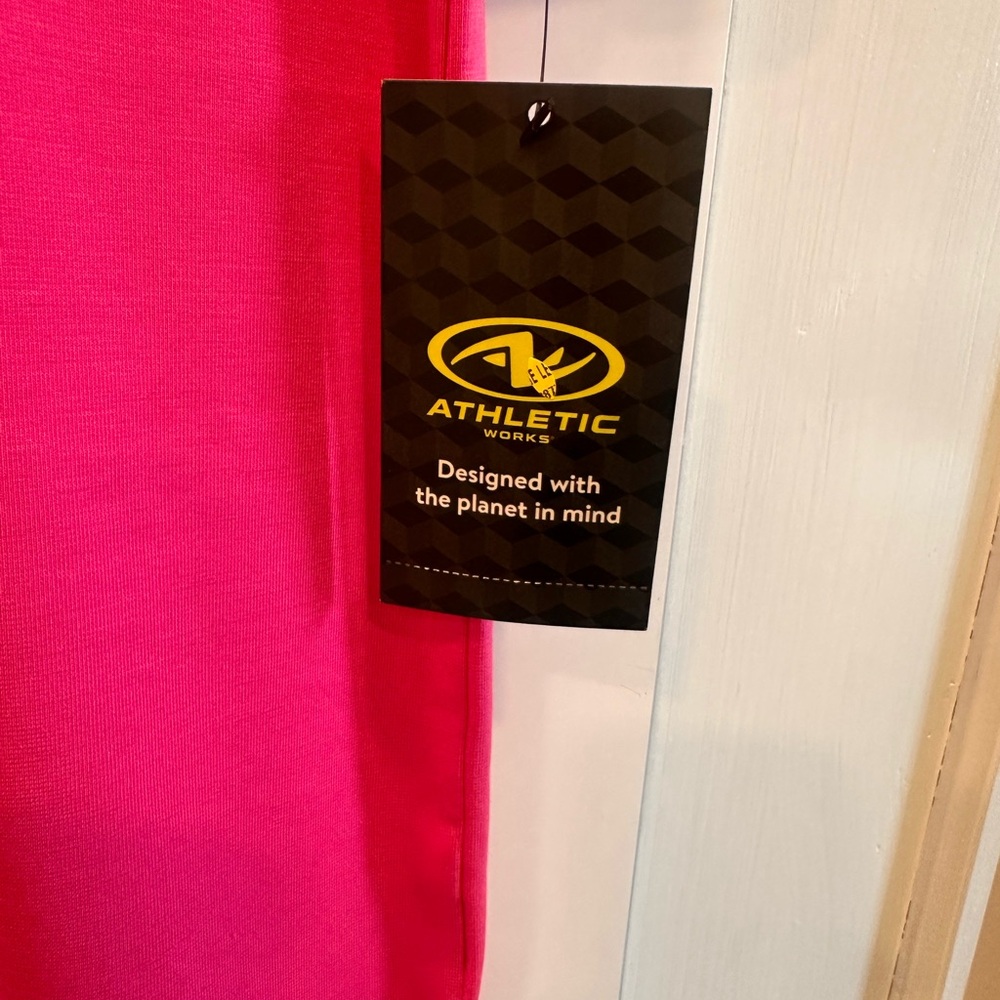 ATHLETIC
WORKS
Designed with
the planet in mind